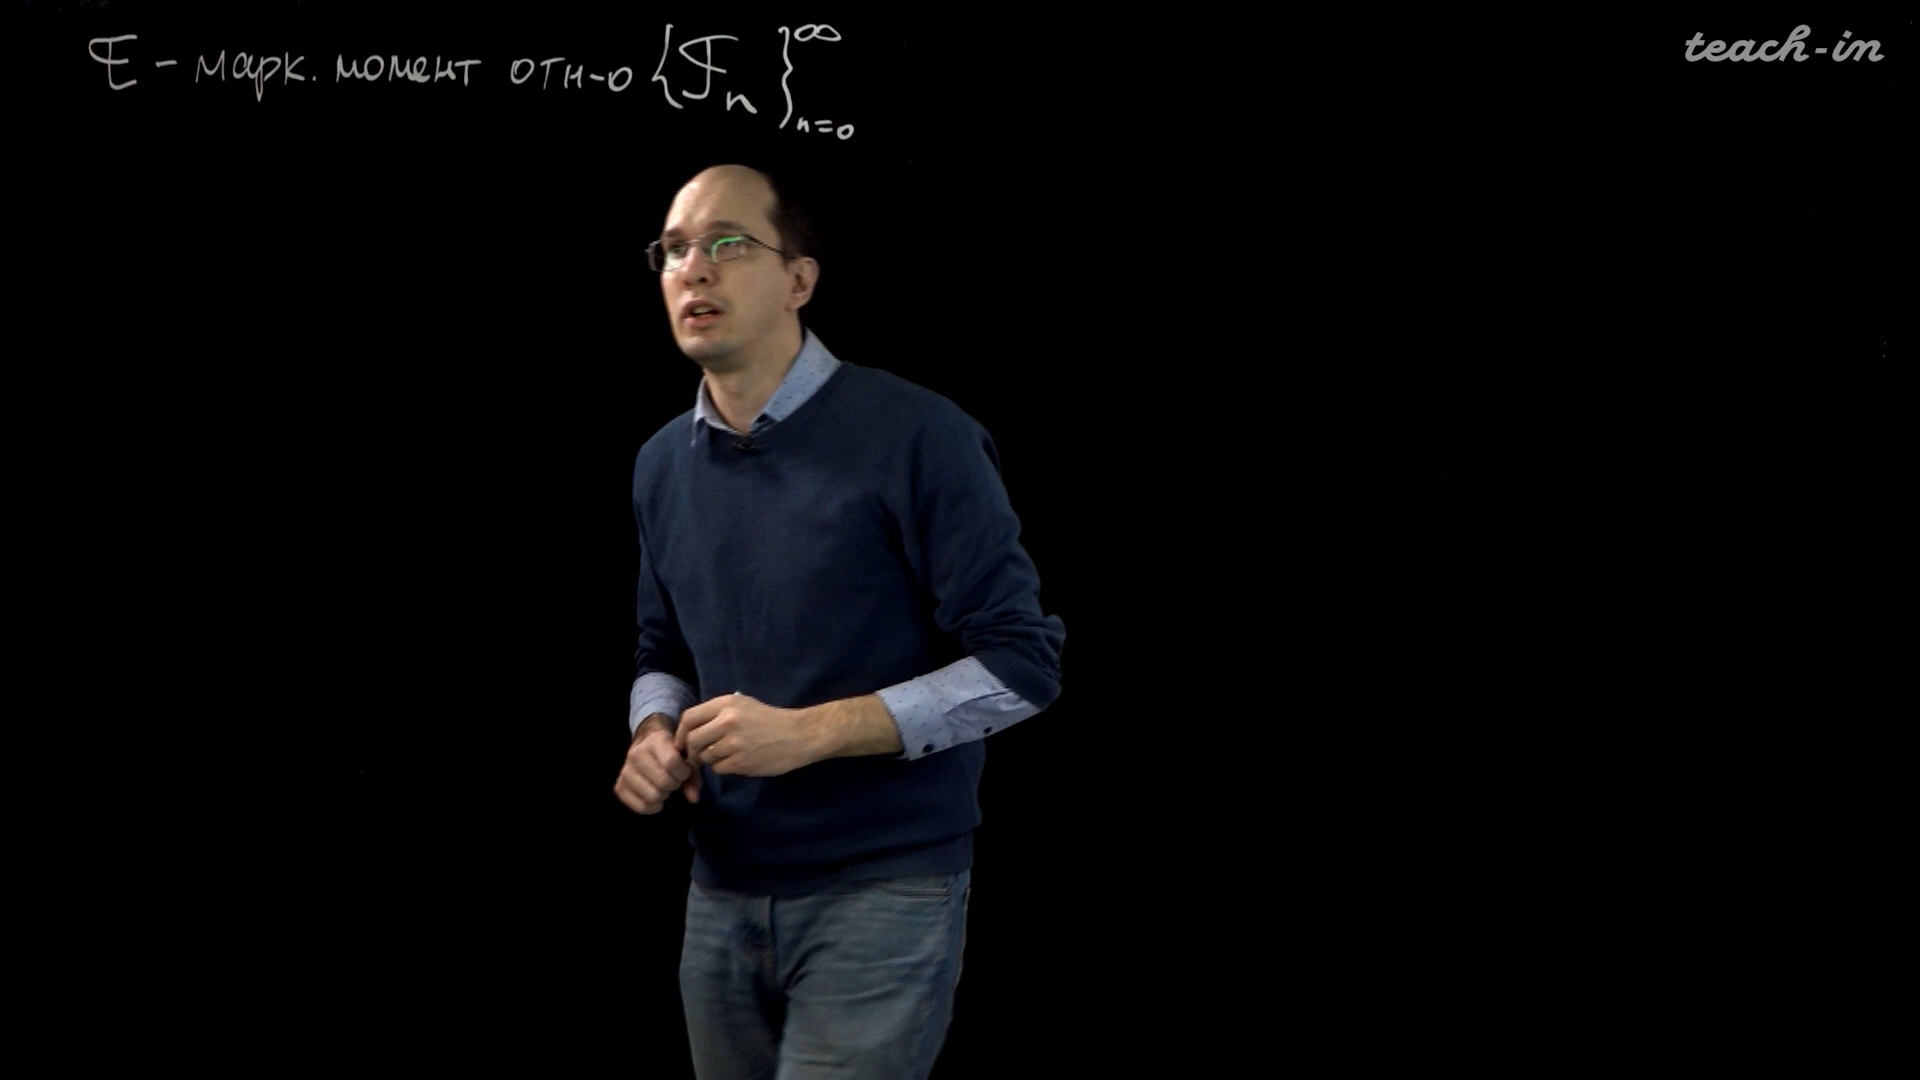 τ - марк. момент отн-о {ℱ_n}_{n=0}^∞
teach-in